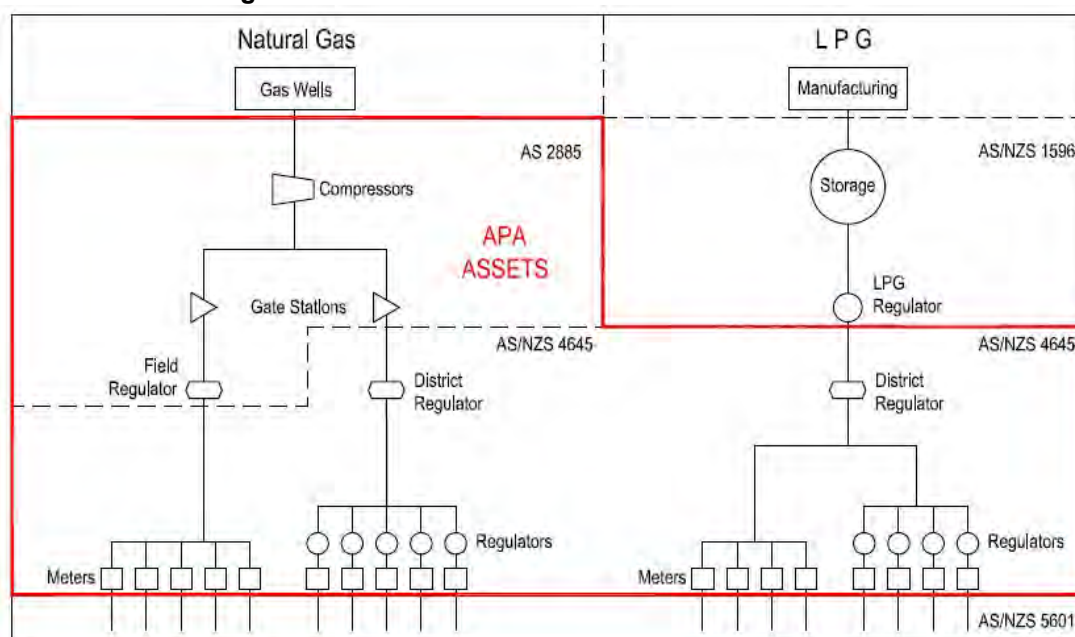 Natural Gas
L P G
Gas Wells
Manufacturing
AS 2885
AS/NZS 1596
Compressors
Storage
APA
ASSETS
LPG
Regulator
Gate Stations
AS/NZS 4645
AS/NZS 4645
Field
Regulator
District
Regulator
District
Regulator
Regulators
Regulators
Meters
Meters
AS/NZS 5601